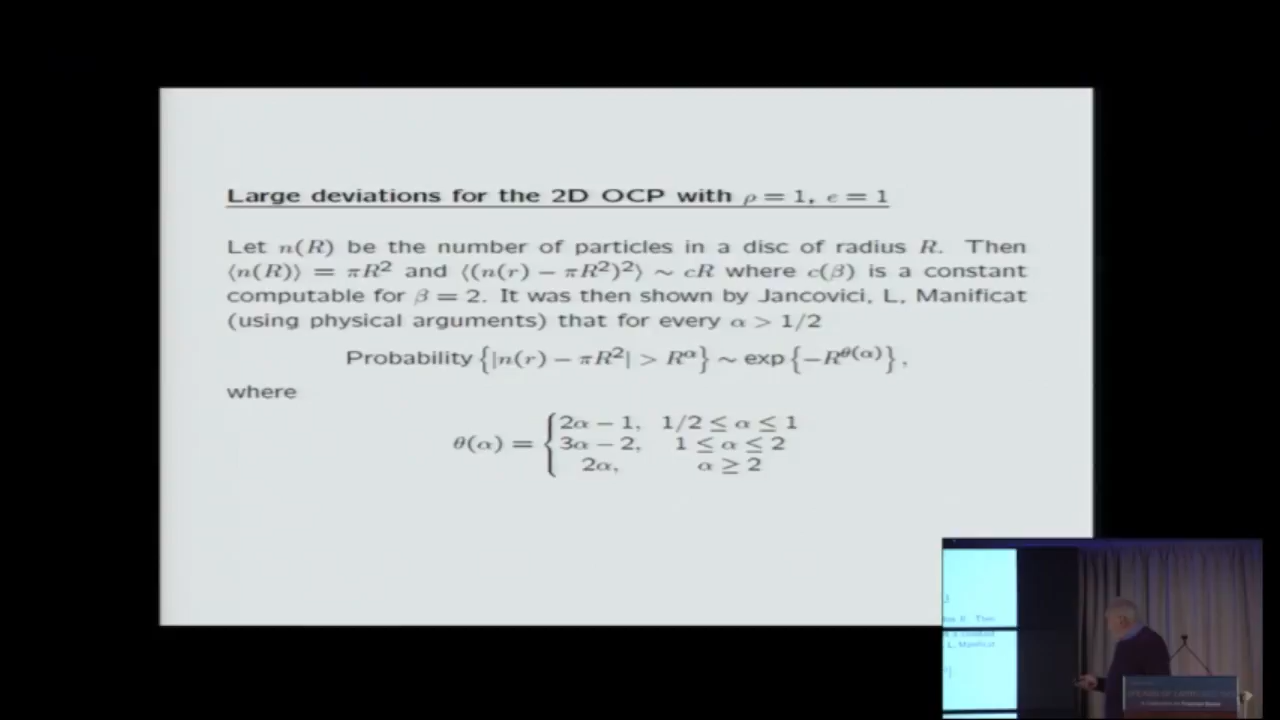 Large deviations for the 2D OCP with ρ = 1, e = 1
Let n(R) be the number of particles in a disc of radius R. Then
⟨n(R)⟩ = πR² and ⟨(n(r) − πR²)²⟩ ∼ cR where c(β) is a constant
computable for β = 2. It was then shown by Jancovici, L, Manificat
(using physical arguments) that for every α > 1/2
Probability {|n(r) − πR²| > R^α} ∼ exp {−R^θ(α)},
where
θ(α) = { 2α − 1, 1/2 ≤ α ≤ 1
3α − 2, 1 ≤ α ≤ 2
2α, α ≥ 2
R. Then
L, Manificat